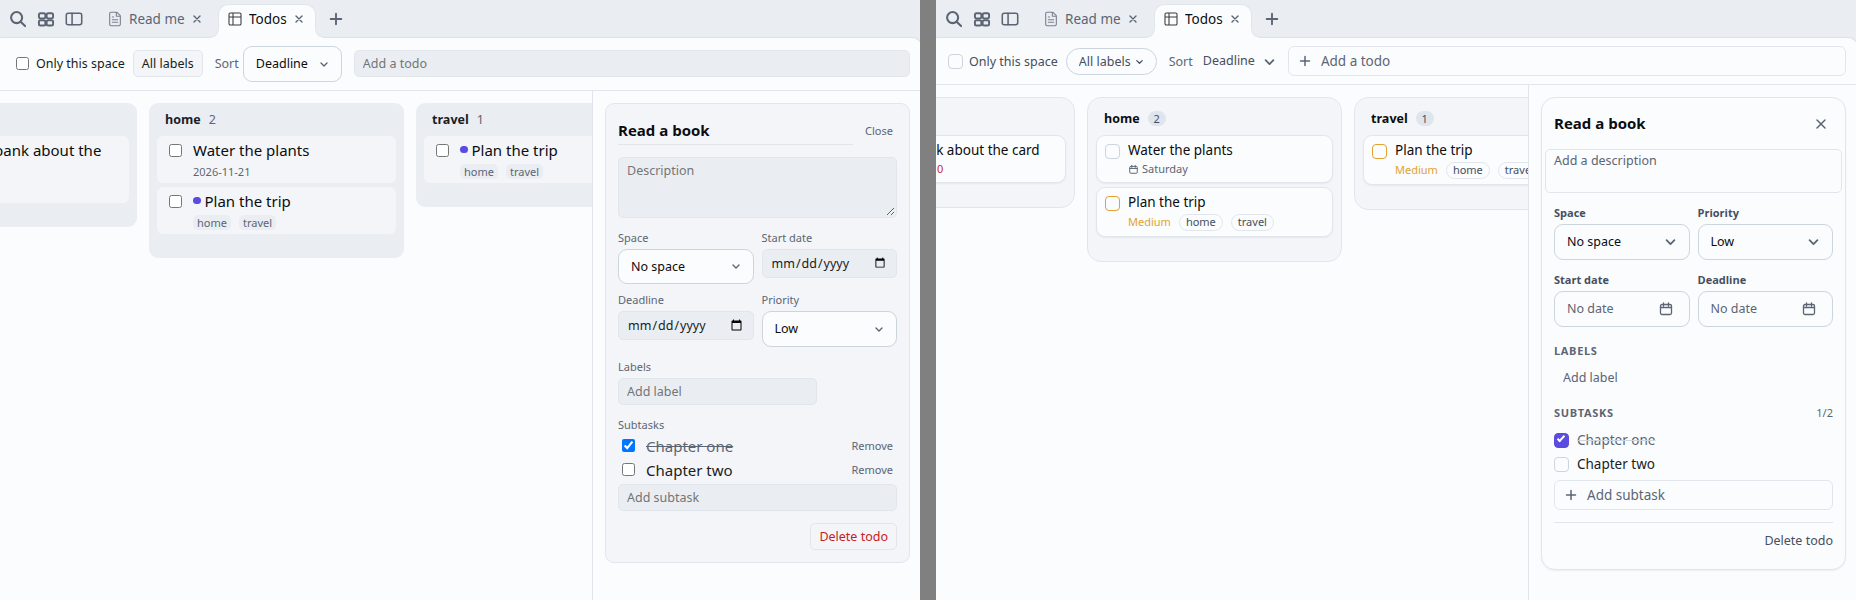 Read me
Todos
Only this space
All labels
Sort
Deadline
Add a todo
bank about the
home 2
Water the plants
2026-11-21
Plan the trip
home travel
travel 1
Plan the trip
home travel
Read a book
Close
Description
Space
No space
Start date
mm/dd/yyyy
Deadline
mm/dd/yyyy
Priority
Low
Labels
Add label
Subtasks
Chapter one
Remove
Chapter two
Remove
Add subtask
Delete todo
Read me
Todos
Only this space
All labels
Sort
Deadline
Add a todo
k about the card
0
home 2
Water the plants
Saturday
Plan the trip
Medium home travel
travel 1
Plan the trip
Medium home trave
Read a book
Add a description
Space
No space
Priority
Low
Start date
No date
Deadline
No date
LABELS
Add label
SUBTASKS
1/2
Chapter one
Chapter two
Add subtask
Delete todo